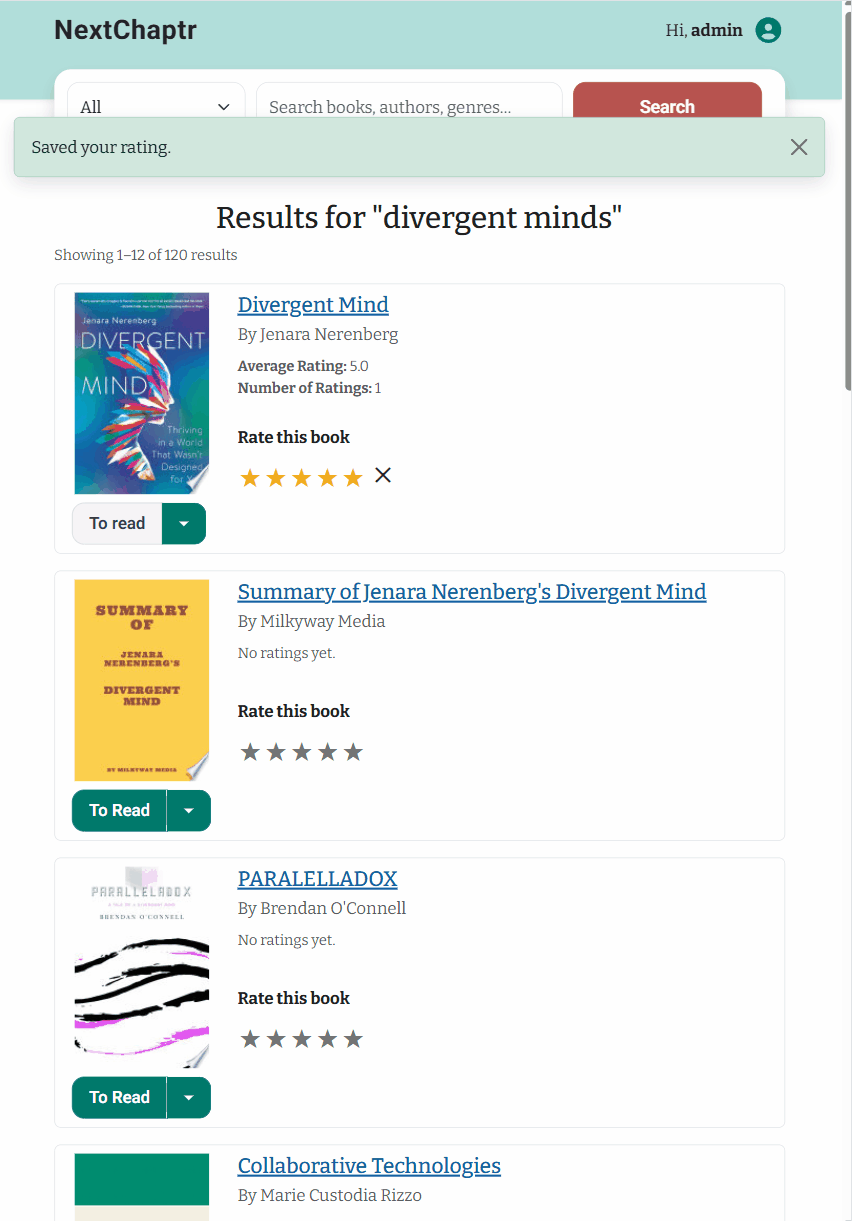 NextChaptr
Hi, admin
All
Search books, authors, genres...
Search
Saved your rating.
Results for "divergent minds"
Showing 1–12 of 120 results
Jenara Nerenberg
DIVERGENT
MIND
Thriving
in a World
That Wasn't
Designed
for
To read
Divergent Mind
By Jenara Nerenberg
Average Rating: 5.0
Number of Ratings: 1
Rate this book
SUMMARY
OF
JENARA
NERENBERG'S
DIVERGENT
MIND
BY MILKYWAY MEDIA
To Read
Summary of Jenara Nerenberg's Divergent Mind
By Milkyway Media
No ratings yet.
Rate this book
PARALLELADOX
BRENDAN O'CONNELL
To Read
PARALELLADOX
By Brendan O'Connell
No ratings yet.
Rate this book
Collaborative Technologies
By Marie Custodia Rizzo